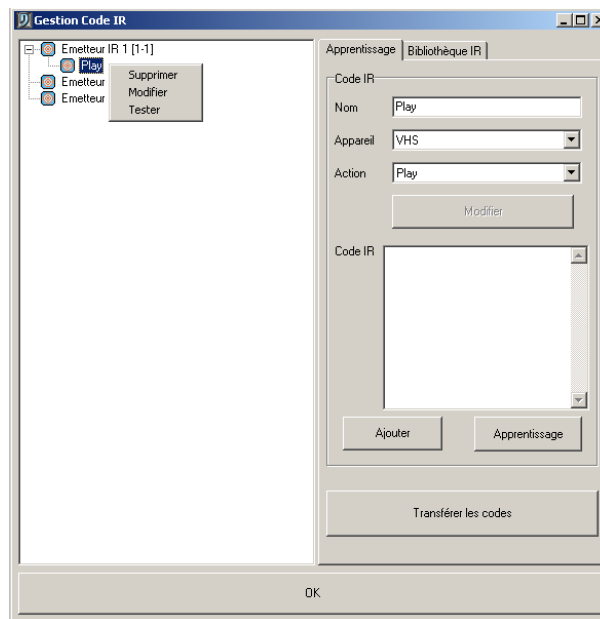 Gestion Code IR
Emetteur IR 1 [1-1]
Play
Emetteur
Emetteur
Supprimer
Modifier
Tester
Apprentissage
Bibliothèque IR
Code IR
Nom
Play
Appareil
VHS
Action
Play
Modifier
Code IR
Ajouter
Apprentissage
Transférer les codes
OK